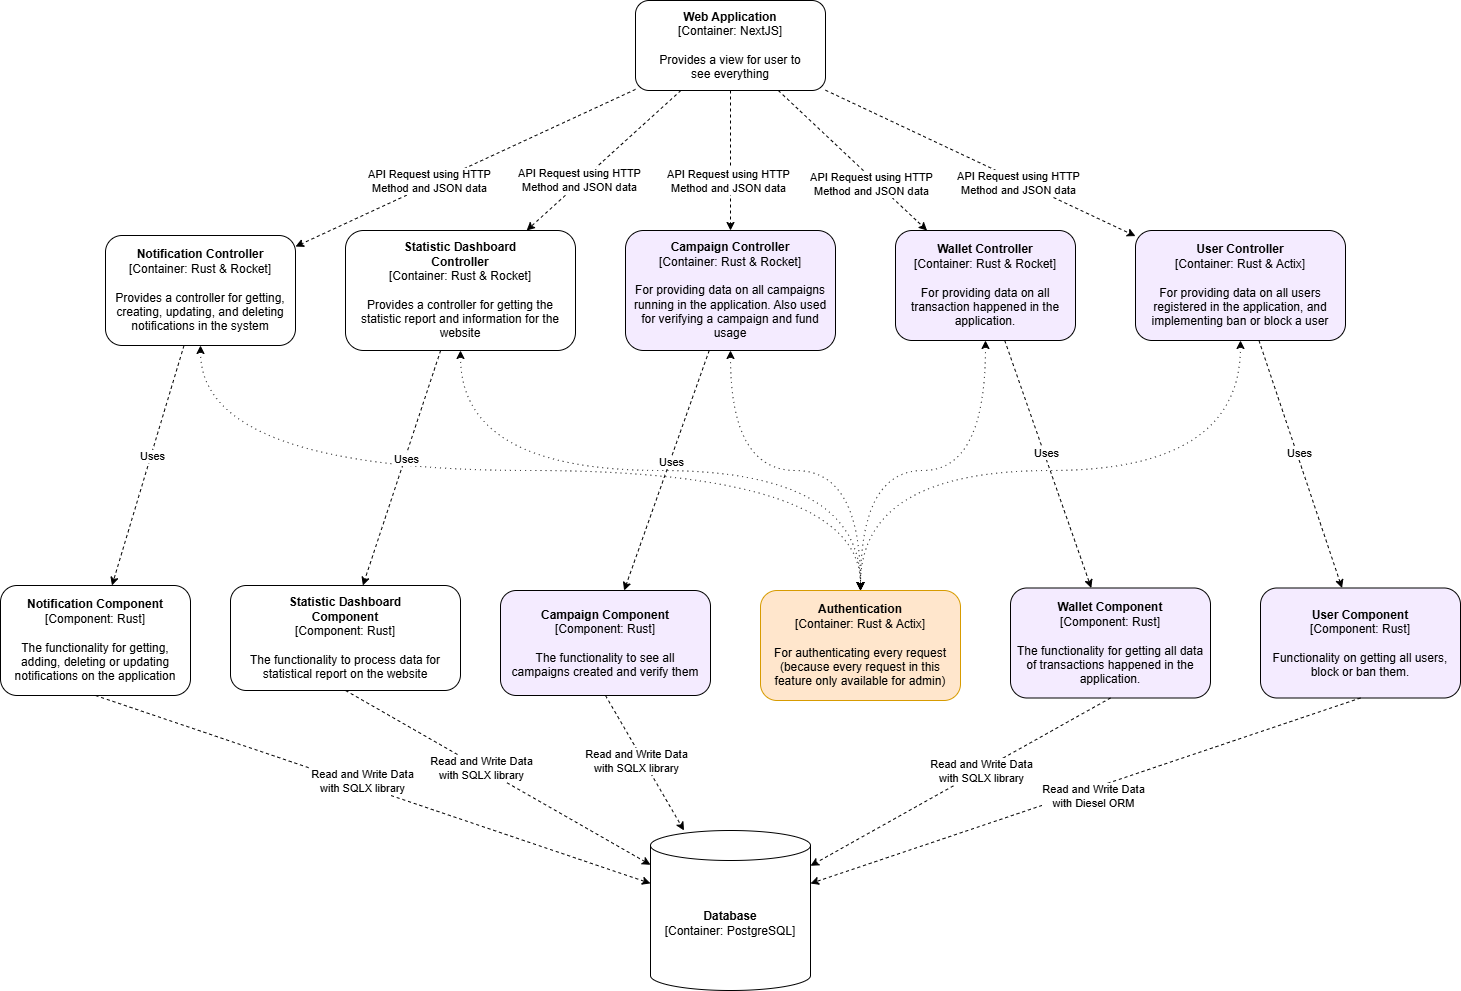 Web Application
[Container: NextJS]
Provides a view for user to
see everything
API Request using HTTP
Method and JSON data
API Request using HTTP
Method and JSON data
API Request using HTTP
Method and JSON data
API Request using HTTP
Method and JSON data
API Request using HTTP
Method and JSON data
Notification Controller
[Container: Rust & Rocket]
Provides a controller for getting,
creating, updating, and deleting
notifications in the system
Statistic Dashboard
Controller
[Container: Rust & Rocket]
Provides a controller for getting the
statistic report and information for the
website
Campaign Controller
[Container: Rust & Rocket]
For providing data on all campaigns
running in the application. Also used
for verifying a campaign and fund
usage
Wallet Controller
[Container: Rust & Rocket]
For providing data on all
transaction happened in the
application.
User Controller
[Container: Rust & Actix]
For providing data on all users
registered in the application, and
implementing ban or block a user
Uses
Uses
Uses
Uses
Uses
Notification Component
[Component: Rust]
The functionality for getting,
adding, deleting or updating
notifications on the application
Statistic Dashboard
Component
[Component: Rust]
The functionality to process data for
statistical report on the website
Campaign Component
[Component: Rust]
The functionality to see all
campaigns created and verify them
Authentication
[Container: Rust & Actix]
For authenticating every request
(because every request in this
feature only available for admin)
Wallet Component
[Component: Rust]
The functionality for getting all data
of transactions happened in the
application.
User Component
[Component: Rust]
Functionality on getting all users,
block or ban them.
Read and Write Data
with SQLX library
Read and Write Data
with SQLX library
Read and Write Data
with SQLX library
Read and Write Data
with SQLX library
Read and Write Data
with Diesel ORM
Database
[Container: PostgreSQL]